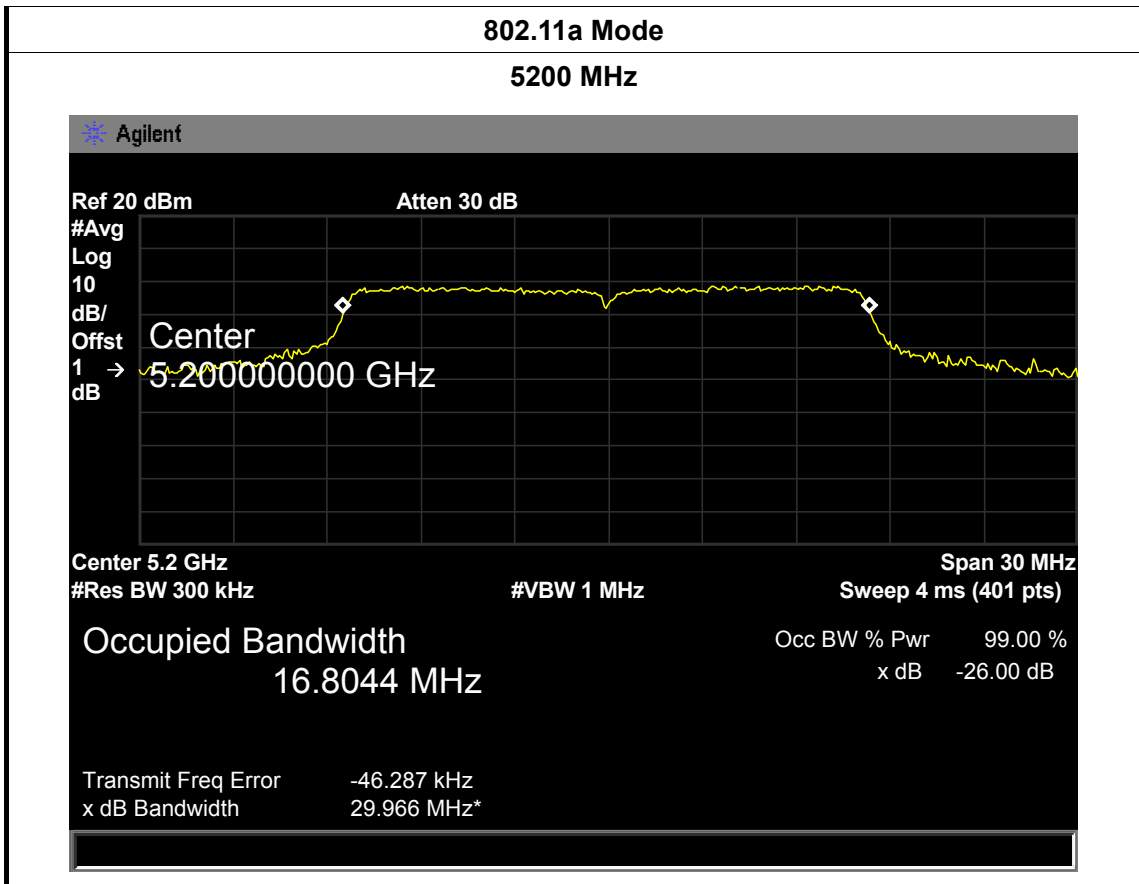 802.11a Mode
5200 MHz
Agilent
Ref 20 dBm Atten 30 dB
#Avg
Log
10
dB/
Offst
1
dB
Center
5.200000000 GHz
Center 5.2 GHz Span 30 MHz
#Res BW 300 kHz #VBW 1 MHz Sweep 4 ms (401 pts)
Occupied Bandwidth Occ BW % Pwr 99.00 %
16.8044 MHz x dB -26.00 dB
Transmit Freq Error -46.287 kHz
x dB Bandwidth 29.966 MHz*